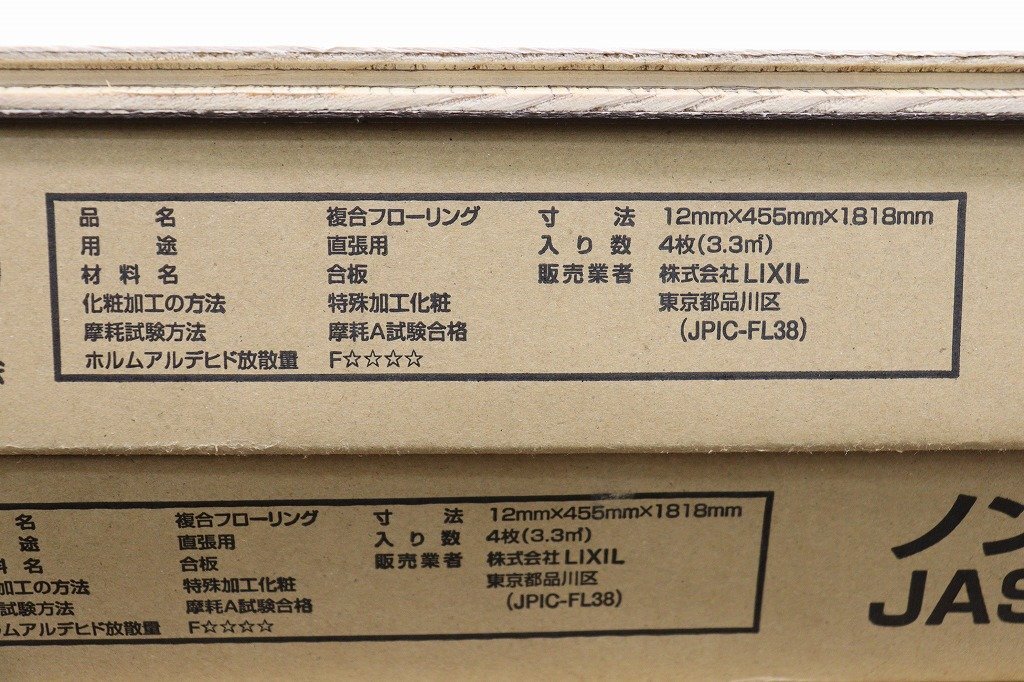 品名 複合フローリング 寸法 12mm×455mm×1818mm
用途 直張用 入り数 4枚(3.3㎡)
材料名 合板 販売業者 株式会社LIXIL
化粧加工の方法 特殊加工化粧 東京都品川区
摩耗試験方法 摩耗A試験合格 (JPIC-FL38)
ホルムアルデヒド放散量 F☆☆☆☆
名 複合フローリング 寸法 12mm×455mm×1818mm
途 直張用 入り数 4枚(3.3㎡)
料名 合板 販売業者 株式会社LIXIL
加工の方法 特殊加工化粧 東京都品川区
試験方法 摩耗A試験合格 (JPIC-FL38)
ルムアルデヒド放散量 F☆☆☆☆
ノン
JAS